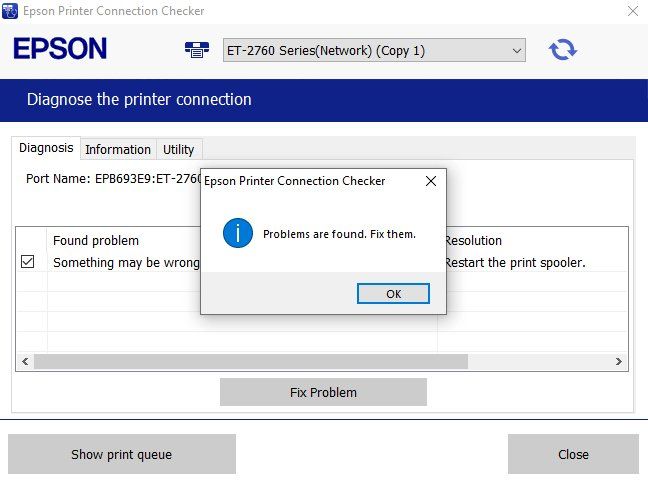 Epson Printer Connection Checker
EPSON
ET-2760 Series(Network) (Copy 1)
Diagnose the printer connection
Diagnosis
Information
Utility
Port Name: EPB693E9:ET-2760
Epson Printer Connection Checker
Problems are found. Fix them.
OK
Found problem
Resolution
Something may be wrong
Restart the print spooler.
Fix Problem
Show print queue
Close